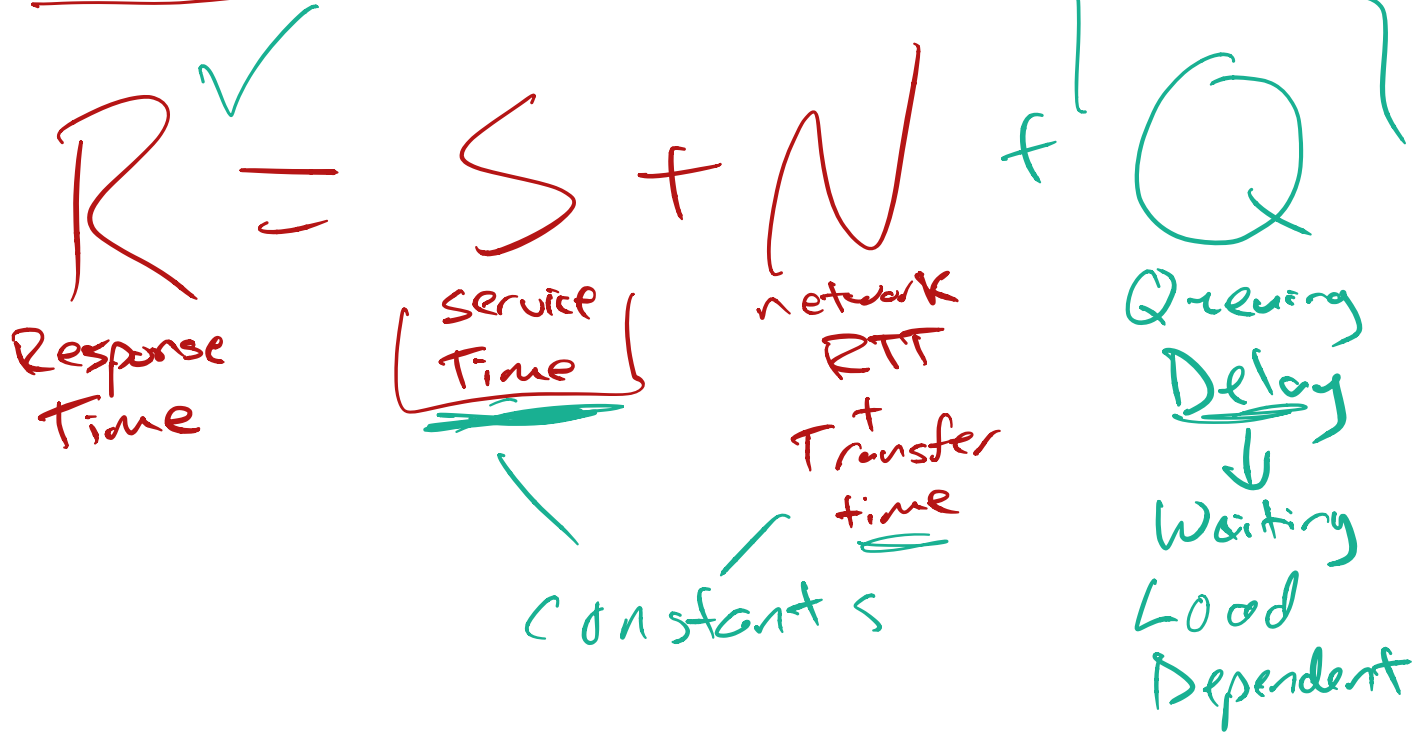 R = S + N + Q
Response
Time
service
Time
network
RTT
+
Transfer
time
Queuing
Delay
Waiting
Load
Dependent
constants